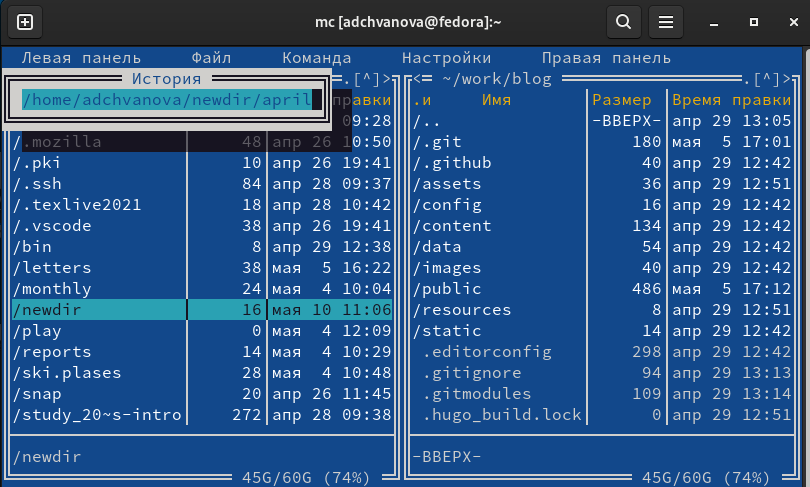 mc [adchvanova@fedora]:~
Левая панель Файл Команда Настройки Правая панель
История .[^]>
<= ~/work/blog .[^]>
/home/adchvanova/newdir/april правки
.и Имя Размер Время правки
09:28
/.. -ВВЕРХ- апр 29 13:05
/.mozilla 48 апр 26 10:50
/.git 180 мая 5 17:01
/.pki 10 апр 26 19:41
/.github 40 апр 29 12:42
/.ssh 84 апр 28 09:37
/assets 36 апр 29 12:51
/.texlive2021 18 апр 28 10:42
/config 16 апр 29 12:42
/.vscode 38 апр 26 19:41
/content 134 апр 29 12:42
/bin 8 апр 29 12:38
/data 54 апр 29 12:42
/letters 38 мая 5 16:22
/images 40 апр 29 12:42
/monthly 24 мая 4 10:04
/public 486 мая 5 17:12
/newdir 16 мая 10 11:06
/resources 8 апр 29 12:51
/play 0 мая 4 12:09
/static 14 апр 29 12:42
/reports 14 мая 4 10:29
.editorconfig 298 апр 29 12:42
/ski.plases 28 мая 4 10:48
.gitignore 94 апр 29 13:13
/snap 20 апр 26 11:45
.gitmodules 109 апр 29 13:14
/study_20~s-intro 272 апр 28 09:38
.hugo_build.lock 0 апр 29 12:51
/newdir
-ВВЕРХ-
45G/60G (74%)
45G/60G (74%)